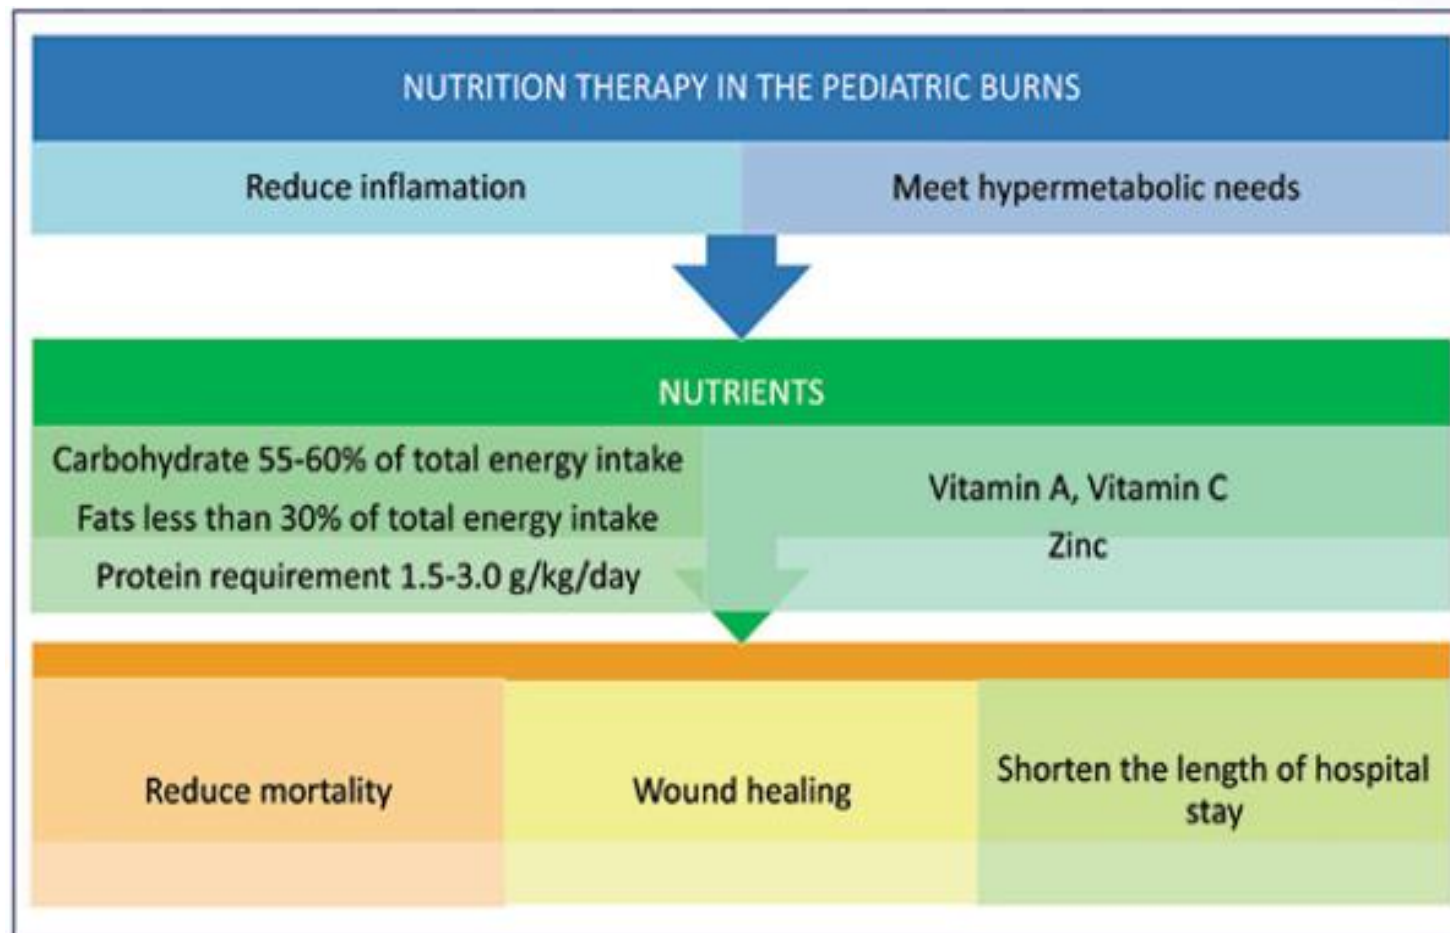 NUTRITION THERAPY IN THE PEDIATRIC BURNS
Reduce inflamation
Meet hypermetabolic needs
NUTRIENTS
Carbohydrate 55-60% of total energy intake
Fats less than 30% of total energy intake
Protein requirement 1.5-3.0 g/kg/day
Vitamin A, Vitamin C
Zinc
Reduce mortality
Wound healing
Shorten the length of hospital
stay